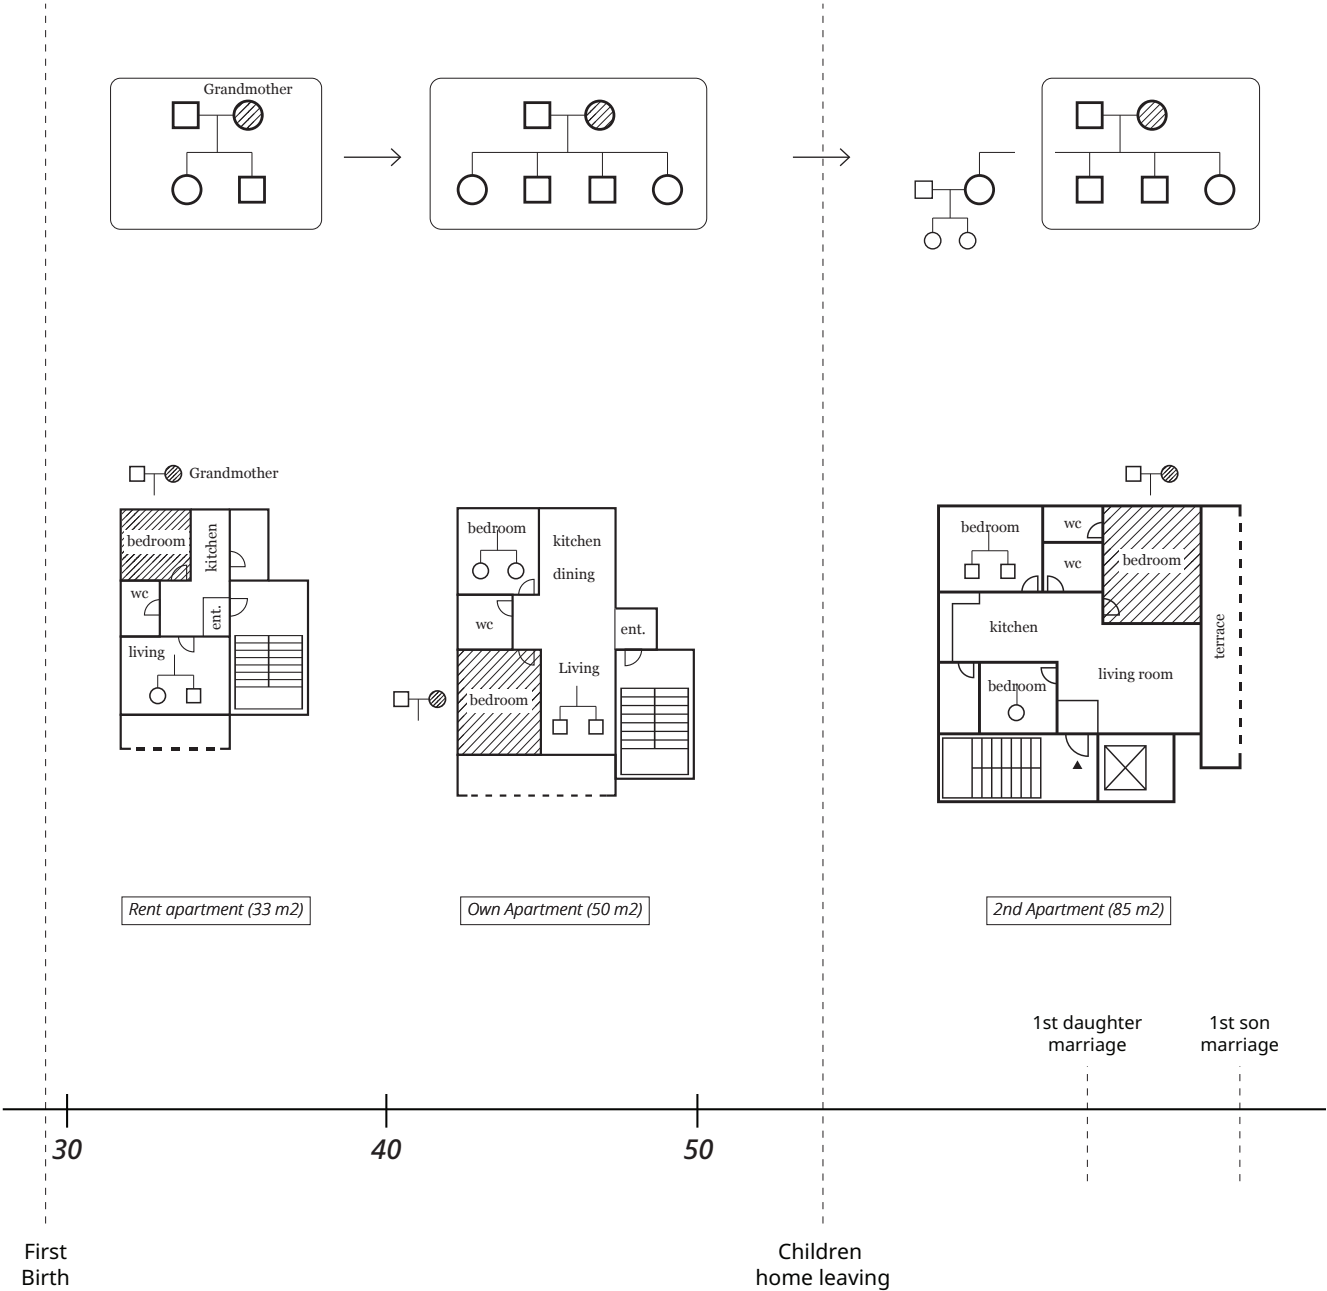 Grandmother
Grandmother
bedroom
kitchen
wc
ent.
living
bedroom
kitchen
dining
wc
ent.
Living
bedroom
bedroom
wc
wc
bedroom
kitchen
terrace
living room
bedroom
Rent apartment (33 m2)
Own Apartment (50 m2)
2nd Apartment (85 m2)
1st daughter
marriage
1st son
marriage
30
40
50
First
Birth
Children
home leaving